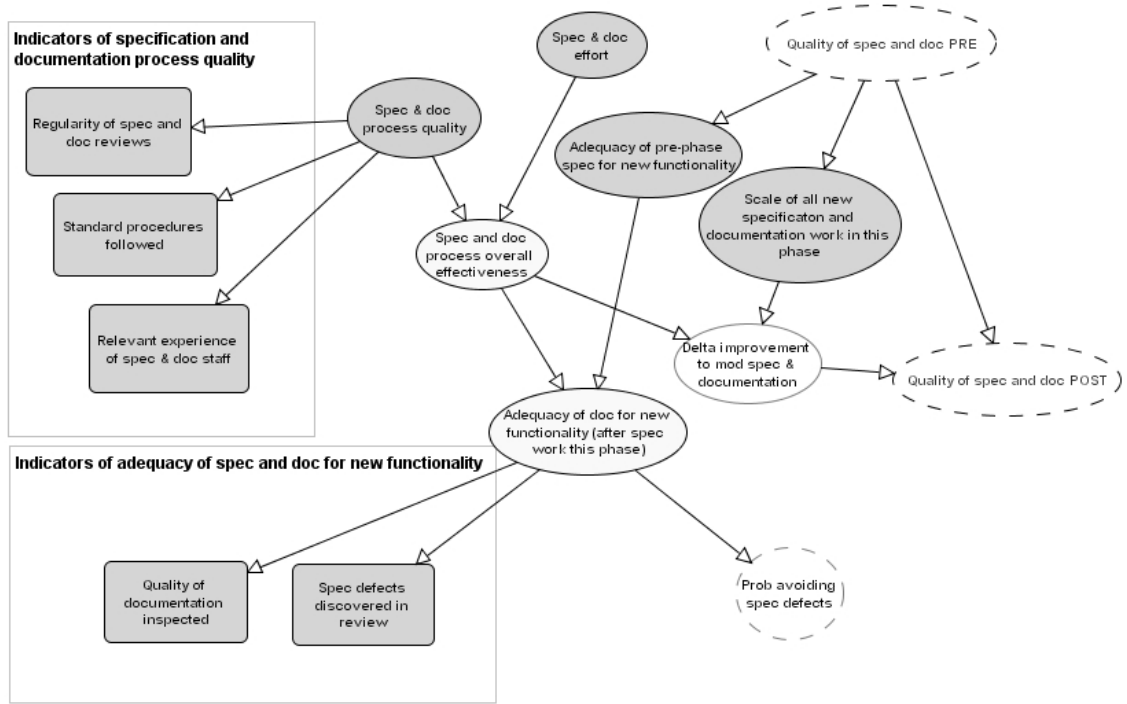 Indicators of specification and
documentation process quality
Spec & doc
effort
Quality of spec and doc PRE
Regularity of spec and
doc reviews
Spec & doc
process quality
Adequacy of pre-phase
spec for new functionality
Standard procedures
followed
Scale of all new
specificaton and
documentation work in this
phase
Spec and doc
process overall
effectiveness
Relevant experience
of spec & doc staff
Delta improvement
to mod spec &
documentation
Quality of spec and doc POST
Adequacy of doc for new
functionality (after spec
work this phase)
Indicators of adequacy of spec and doc for new functionality
Quality of
documentation
inspected
Spec defects
discovered in
review
Prob avoiding
spec defects